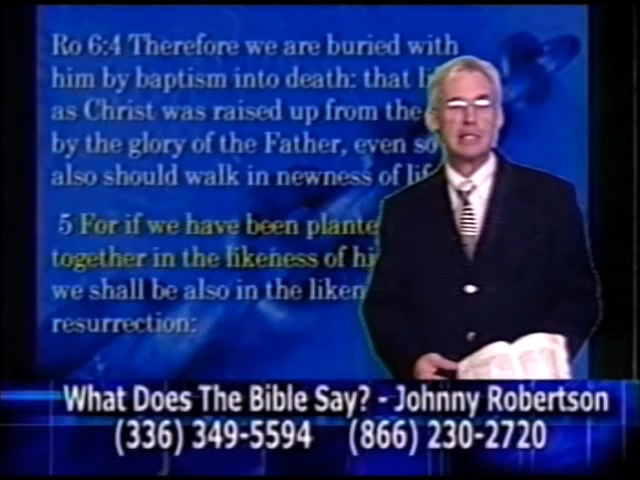 Ro 6:4 Therefore we are buried with
him by baptism into death: that
as Christ was raised up from the
by the glory of the Father, even so
also should walk in newness of
5 For if we have been
together in the likeness of
we shall be also in the
resurrection:
What Does The Bible Say? - Johnny Robertson
(336) 349-5594 (866) 230-2720